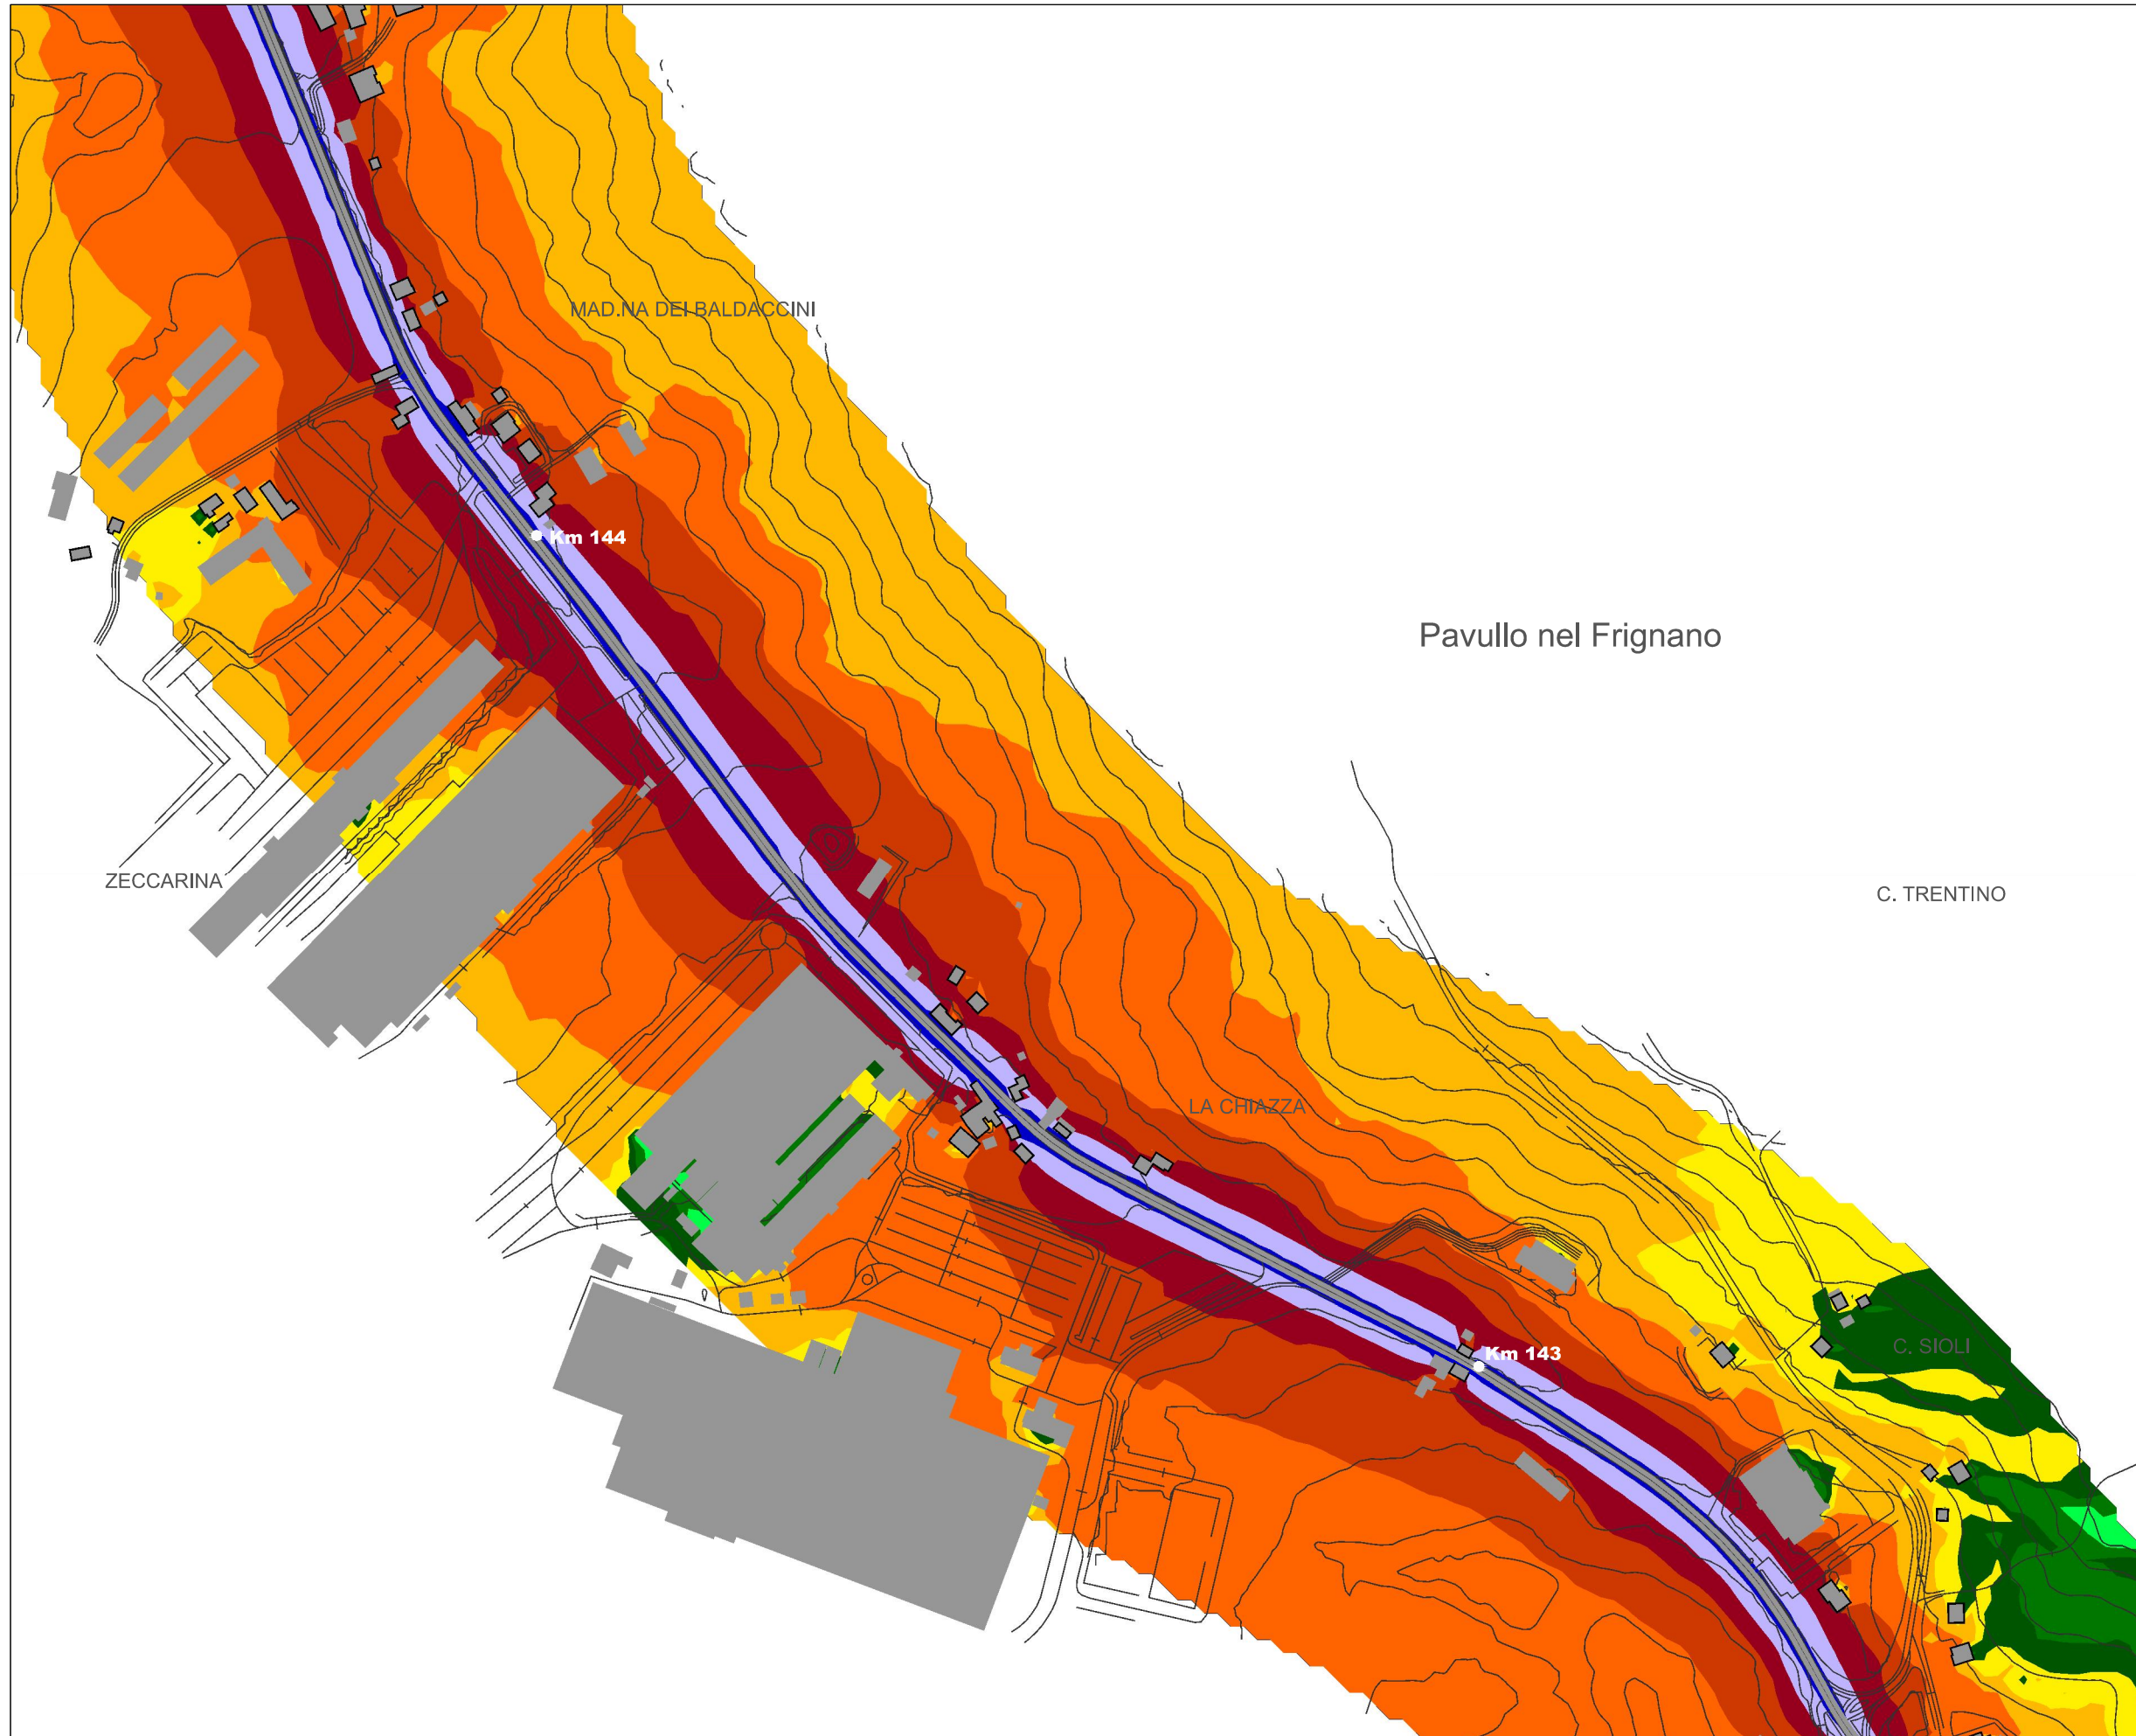 MAD.NA DEI BALDACCINI
Km 144
Pavullo nel Frignano
ZECCARINA
C. TRENTINO
LA CHIAZZA
C. SIOLI
Km 143